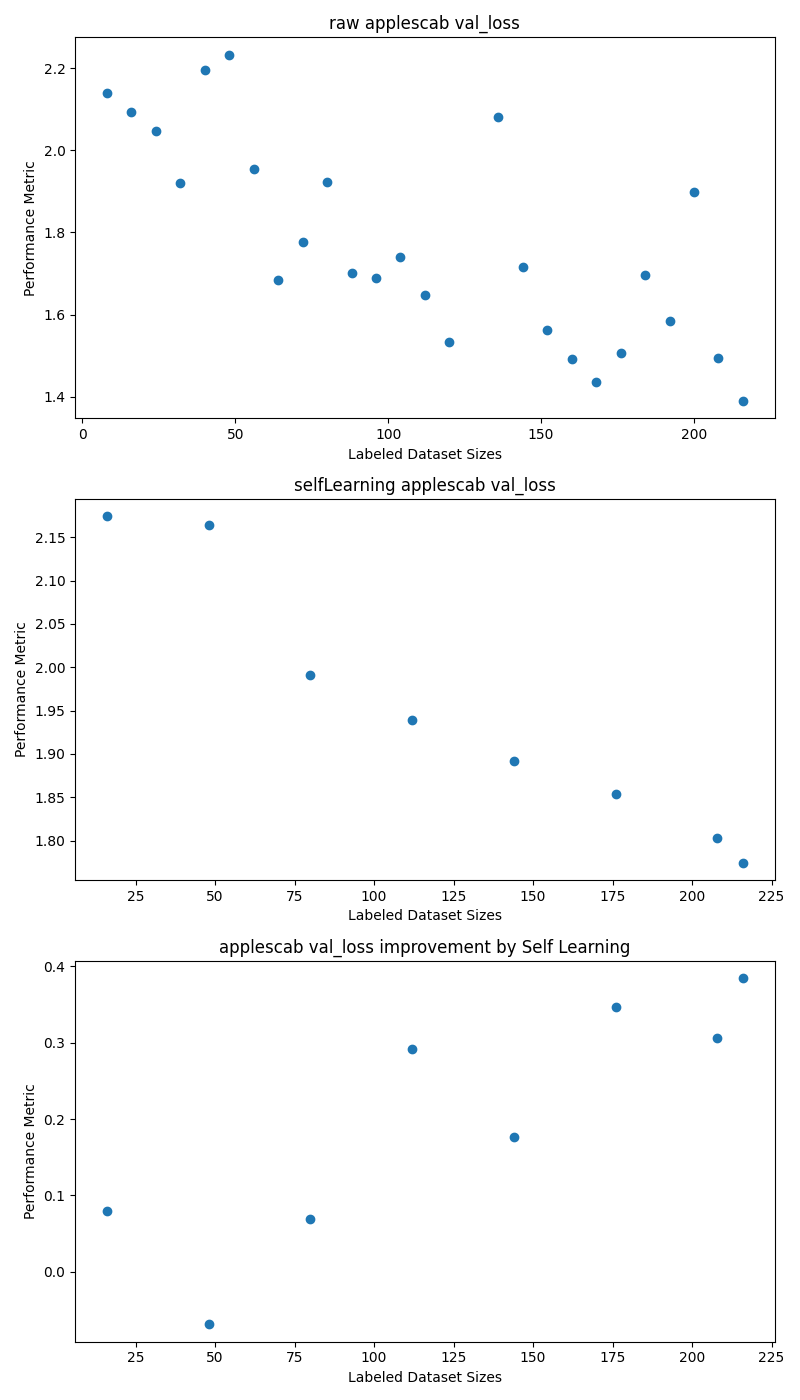 raw applescab val_loss
2.2
2.0
1.8
1.6
1.4
Performance Metric
0 50 100 150 200
Labeled Dataset Sizes
selfLearning applescab val_loss
2.15
2.10
2.05
2.00
1.95
1.90
1.85
1.80
Performance Metric
25 50 75 100 125 150 175 200 225
Labeled Dataset Sizes
applescab val_loss improvement by Self Learning
0.4
0.3
0.2
0.1
0.0
Performance Metric
25 50 75 100 125 150 175 200 225
Labeled Dataset Sizes